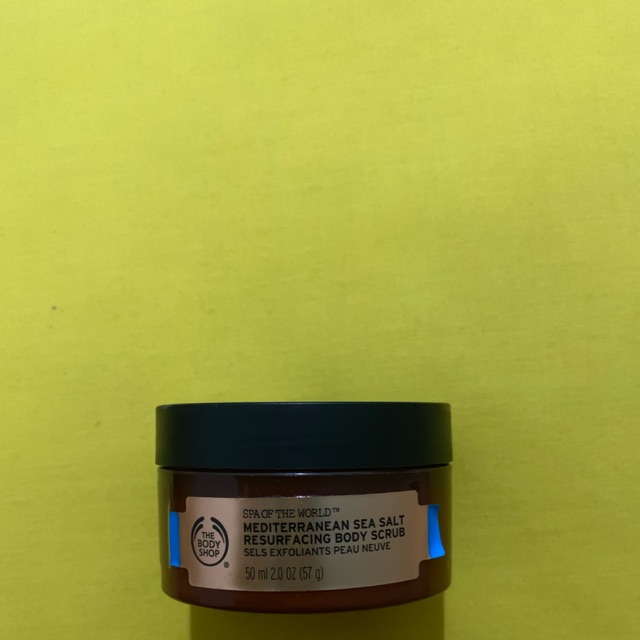 THE
BODY
SHOP
®
SPA OF THE WORLD™
MEDITERRANEAN SEA SALT
RESURFACING BODY SCRUB
SELS EXFOLIANTS PEAU NEUVE
50 ml 2.0 OZ (57 g)